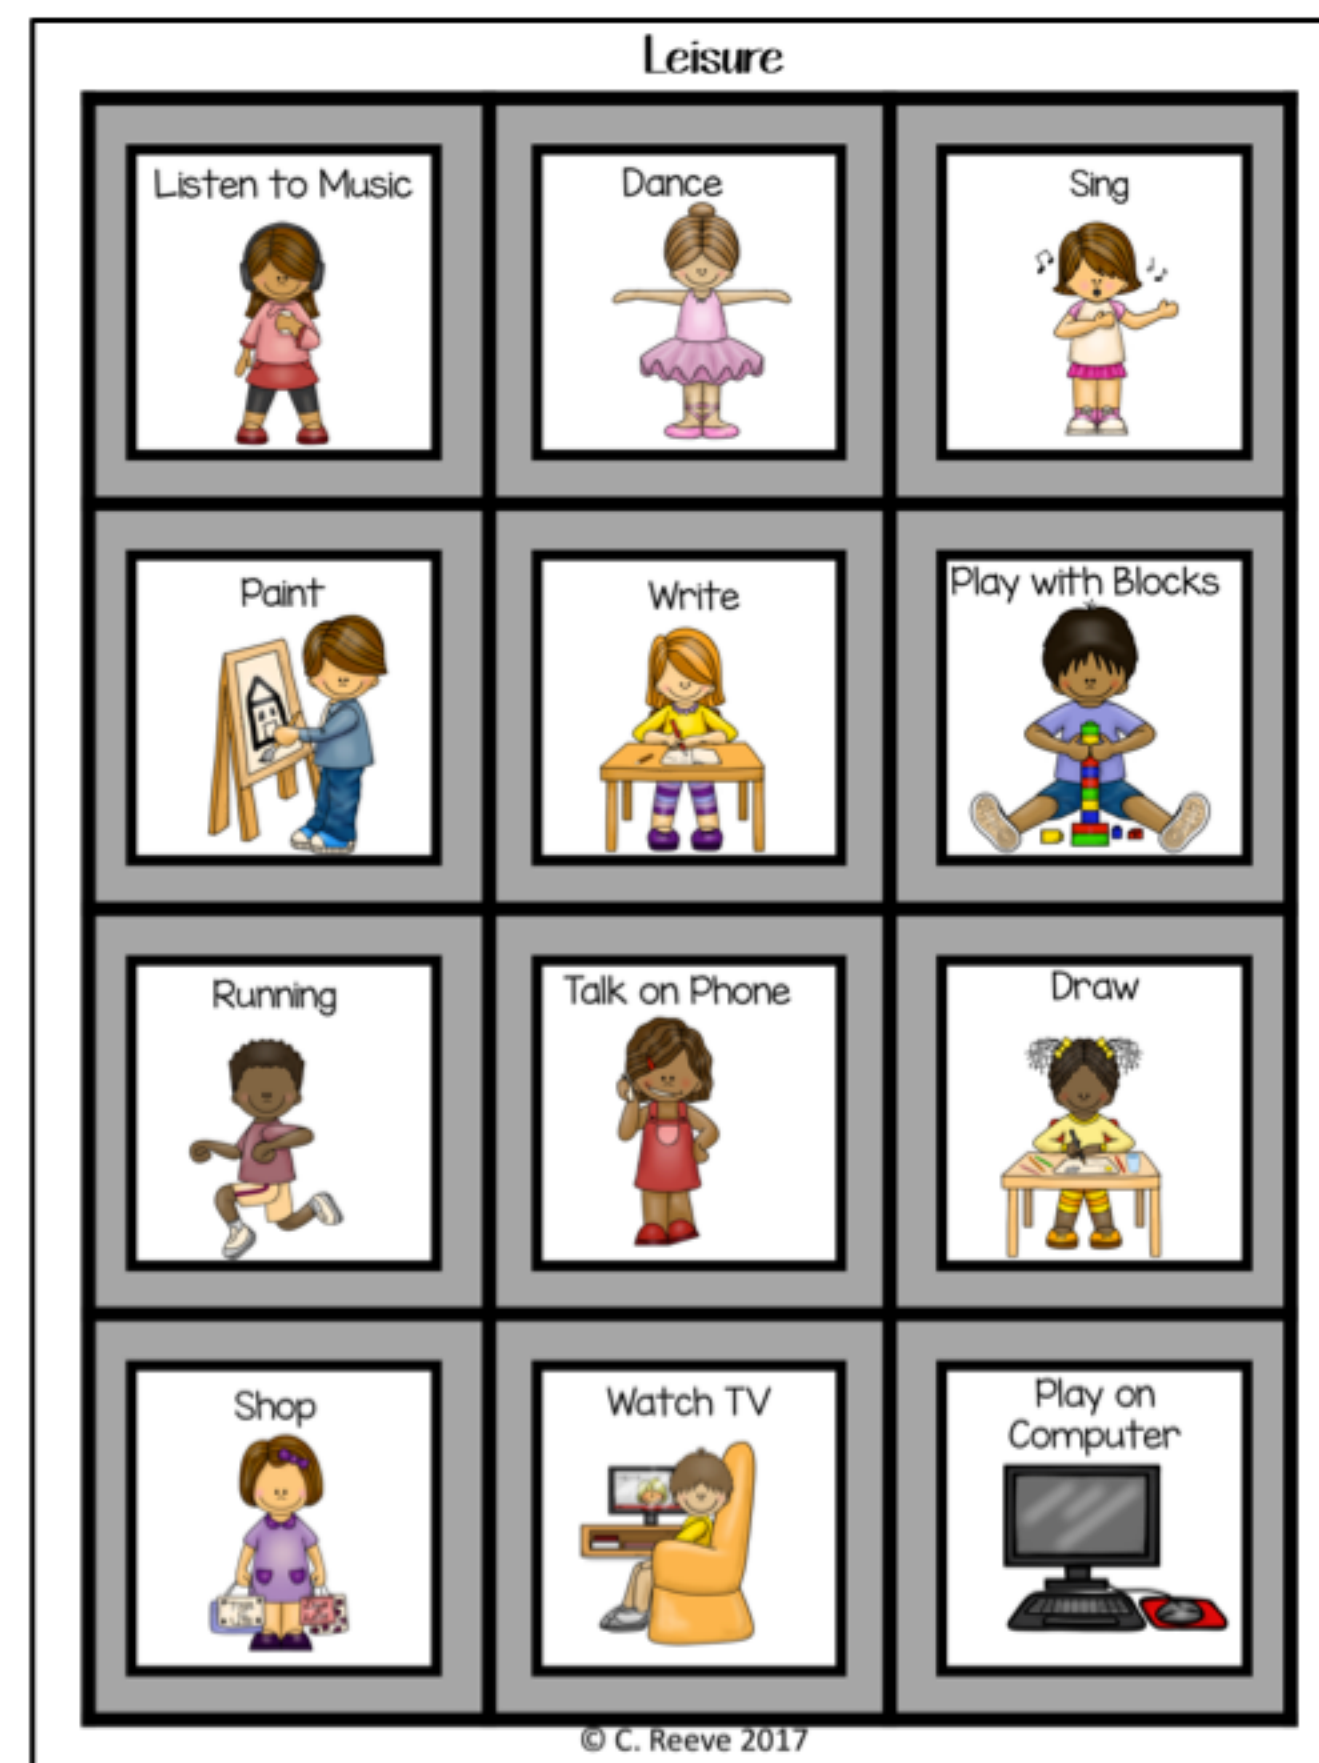 Leisure
Listen to Music
Dance
Sing
Paint
Write
Play with Blocks
Running
Talk on Phone
Draw
Shop
Watch TV
Play on
Computer
© C. Reeve 2017